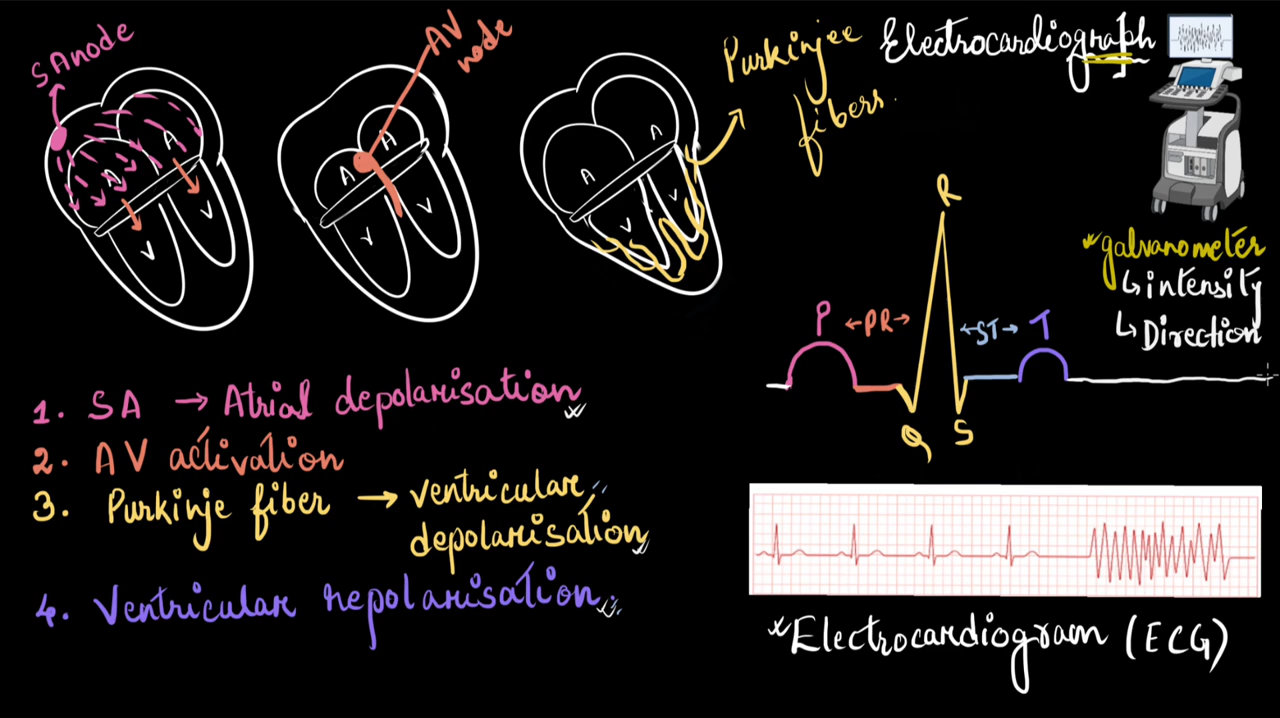 SA node
A
A
V
V
AV
node
A
A
V
V
A
A
V
V
Purkinjee
fibers.
Electrocardiograph
*galvanometer
↳ intensity
↳ Direction
P
←PR→
Q
R
S
←ST→
T
1. SA → Atrial depolarisation
2. AV activation
3. Purkinje fiber → ventricular
depolarisation
4. Ventricular repolarisation
*Electrocardiogram (ECG)